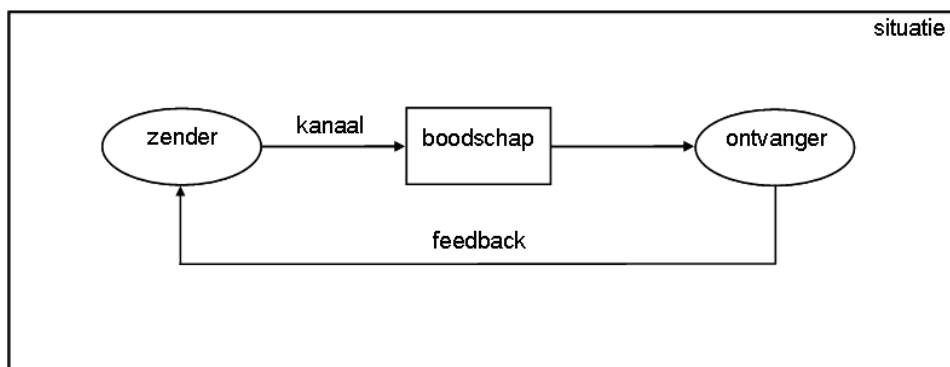 situatie
kanaal
zender
boodschap
ontvanger
feedback